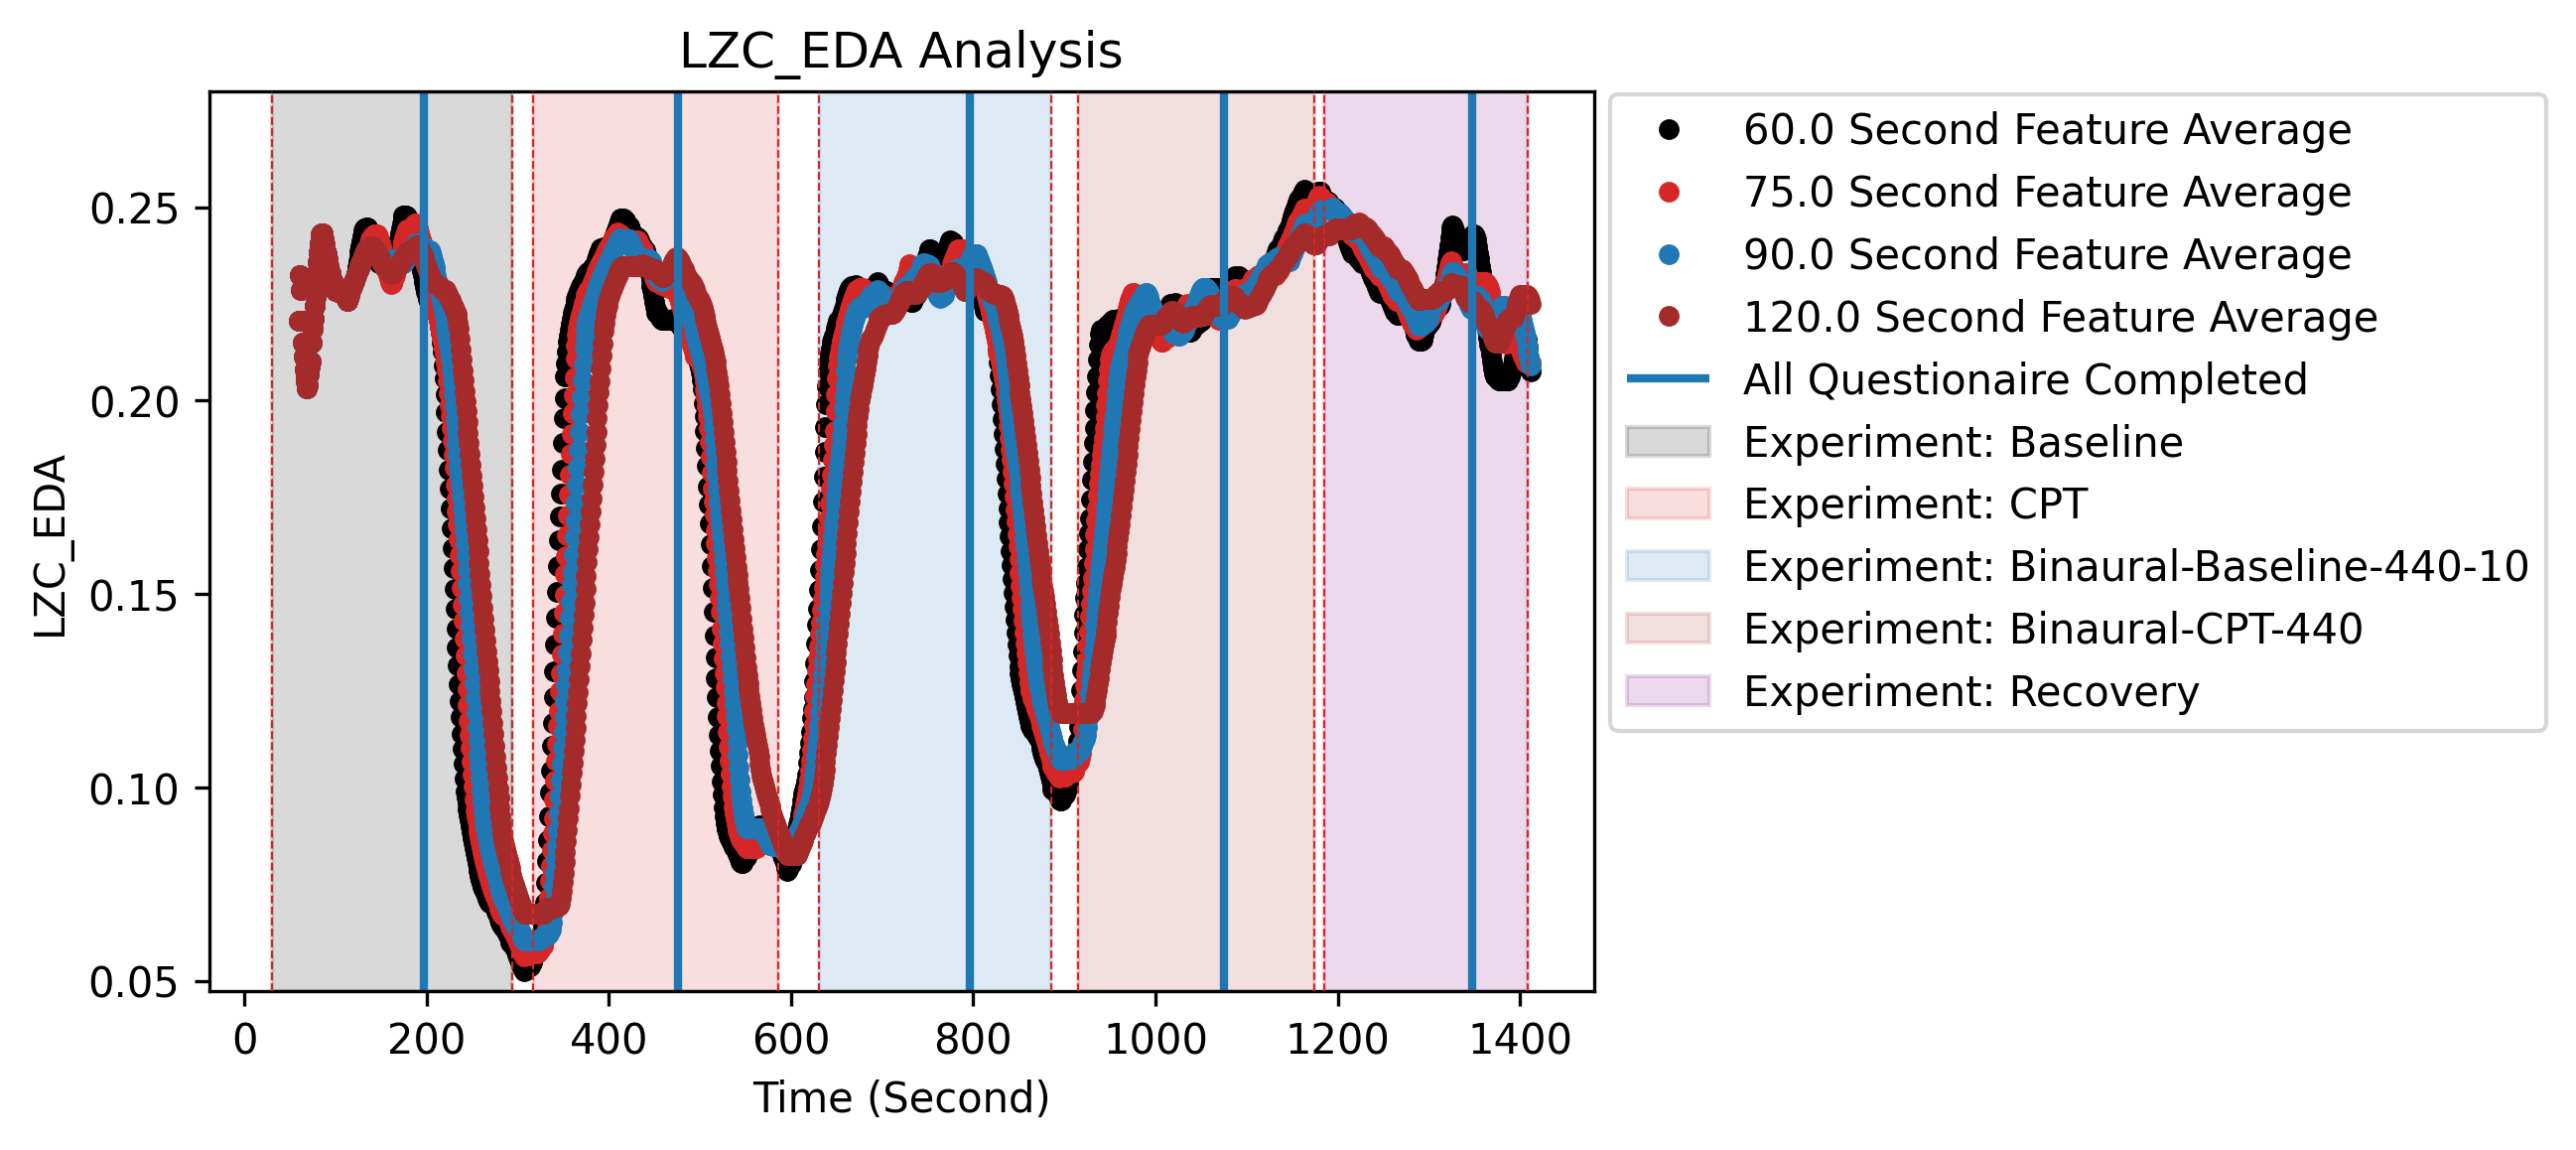 LZC_EDA Analysis
LZC_EDA
0.25
0.20
0.15
0.10
0.05
0 200 400 600 800 1000 1200 1400
Time (Second)
60.0 Second Feature Average
75.0 Second Feature Average
90.0 Second Feature Average
120.0 Second Feature Average
All Questionaire Completed
Experiment: Baseline
Experiment: CPT
Experiment: Binaural-Baseline-440-10
Experiment: Binaural-CPT-440
Experiment: Recovery